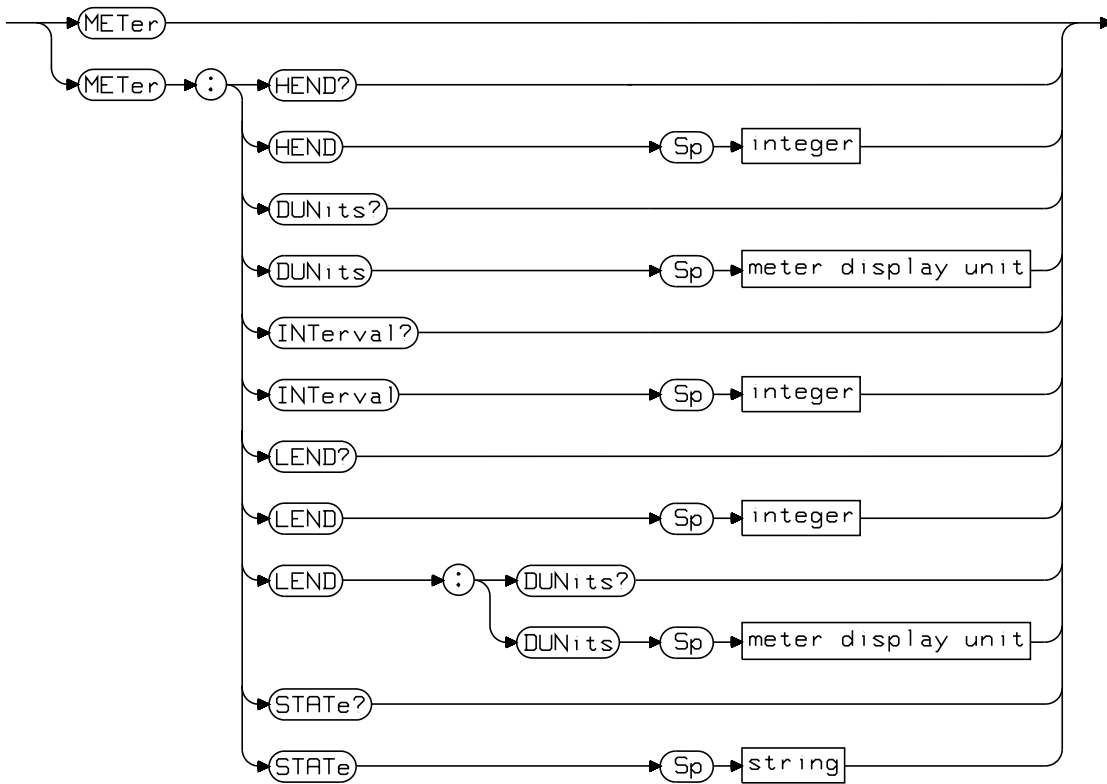 METer
METer : HEND?
HEND Sp integer
DUNits?
DUNits Sp meter display unit
INTerval?
INTerval Sp integer
LEND?
LEND Sp integer
LEND : DUNits?
DUNits Sp meter display unit
STATe?
STATe Sp string